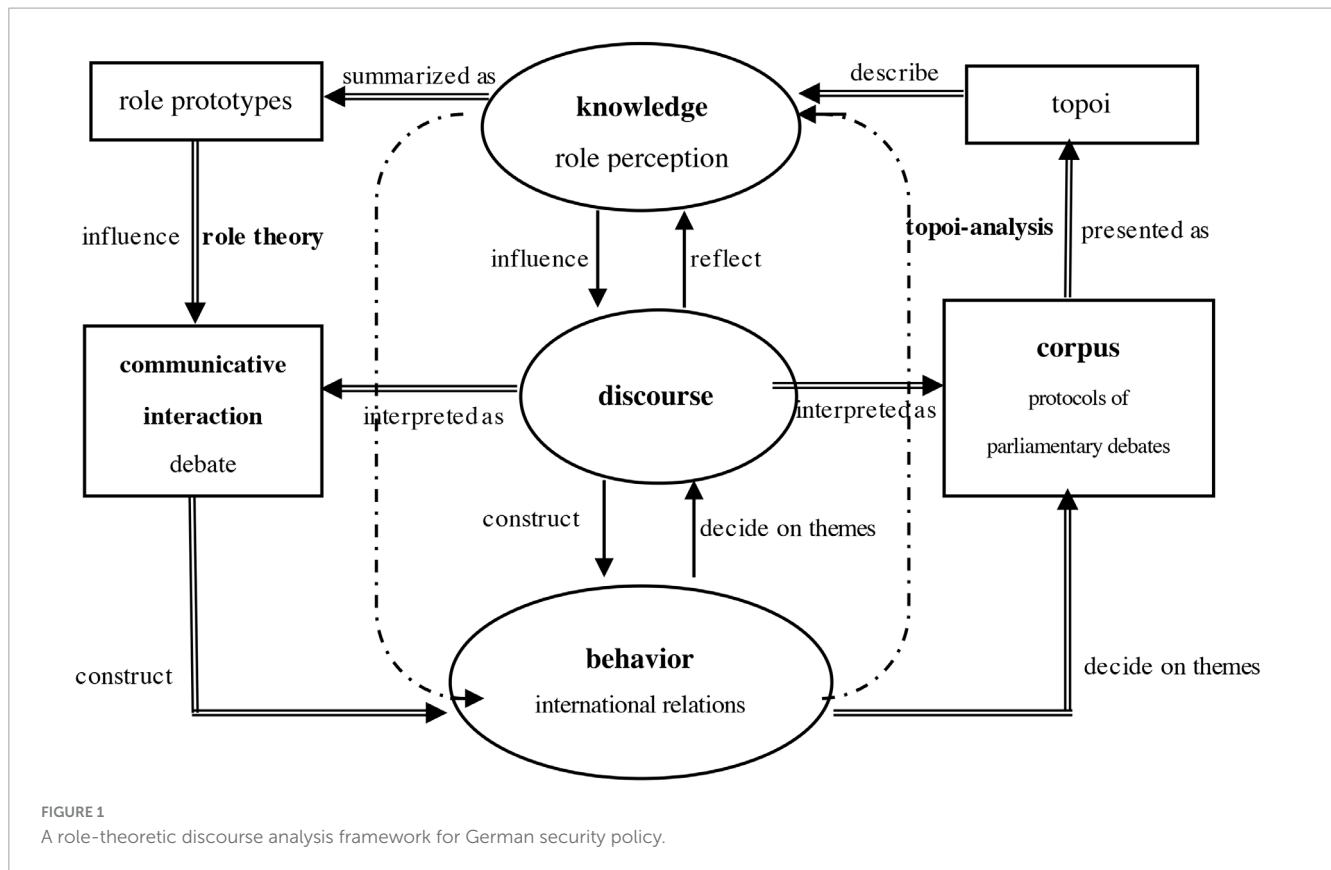 summarized as
describe
role prototypes
knowledge
role perception
topoi
influence
role theory
influence
reflect
topoi-analysis
presented as
communicative
interaction
debate
interpreted as
discourse
interpreted as
corpus
protocols of
parliamentary debates
construct
decide on themes
construct
behavior
international relations
decide on themes
FIGURE 1
A role-theoretic discourse analysis framework for German security policy.